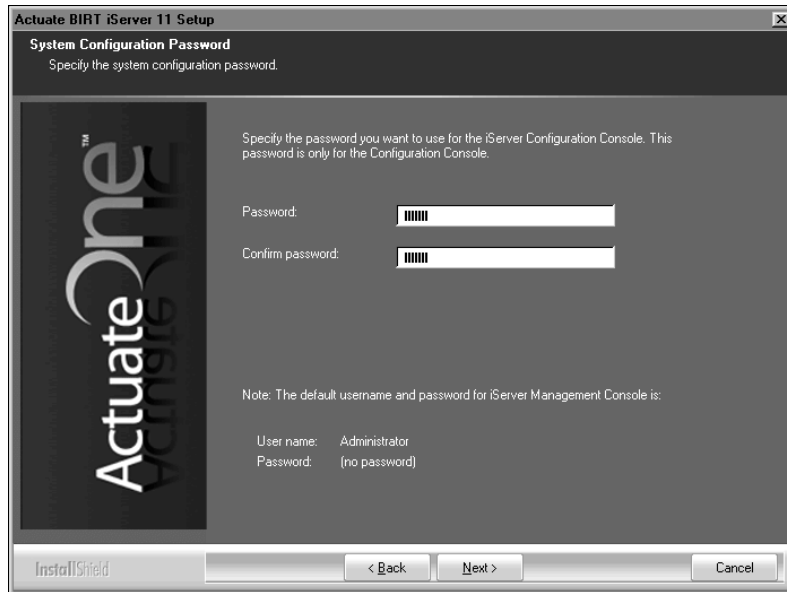 Actuate BIRT iServer 11 Setup
System Configuration Password
Specify the system configuration password.
Actuate One™
Specify the password you want to use for the iServer Configuration Console. This
password is only for the Configuration Console.
Password:
Confirm password:
Note: The default username and password for iServer Management Console is:
User name: Administrator
Password: (no password)
InstallShield
< Back
Next >
Cancel